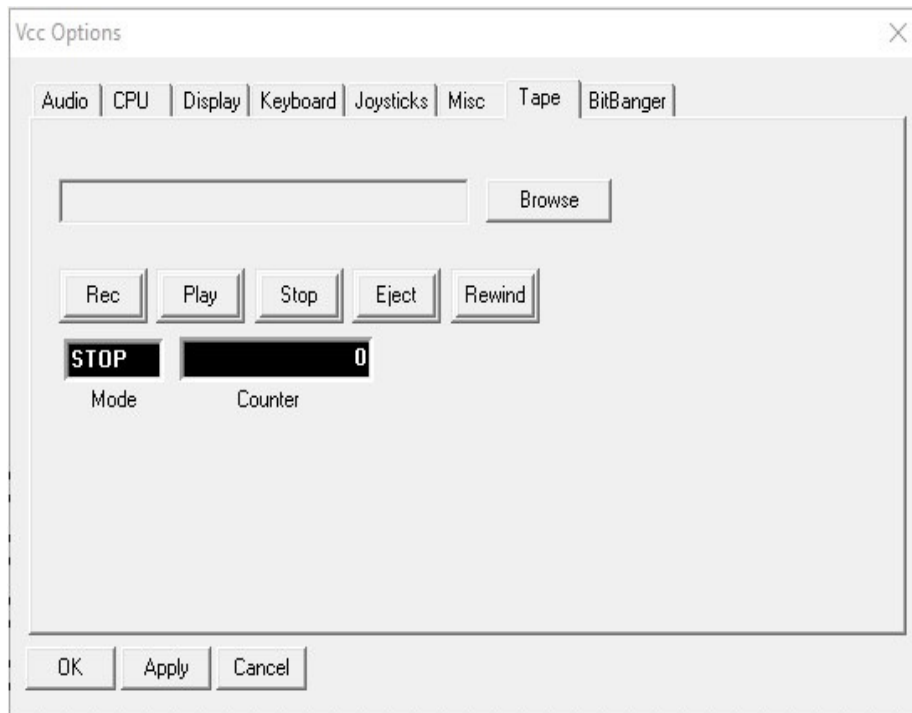 Vcc Options
Audio CPU Display Keyboard Joysticks Misc Tape BitBanger
Browse
Rec Play Stop Eject Rewind
STOP 0
Mode Counter
OK Apply Cancel